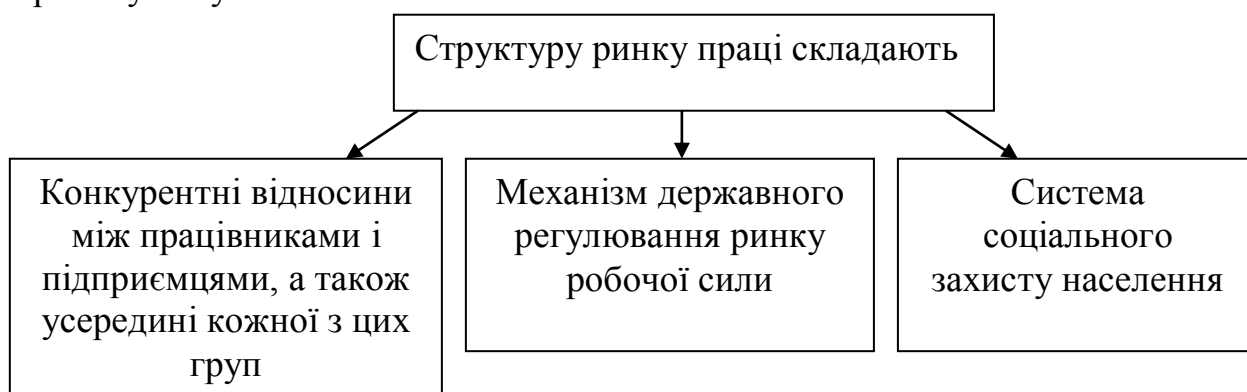 Структуру ринку праці складають
Конкурентні відносини
між працівниками і
підприємцями, а також
усередині кожної з цих
груп
Механізм державного
регулювання ринку
робочої сили
Система
соціального
захисту населення